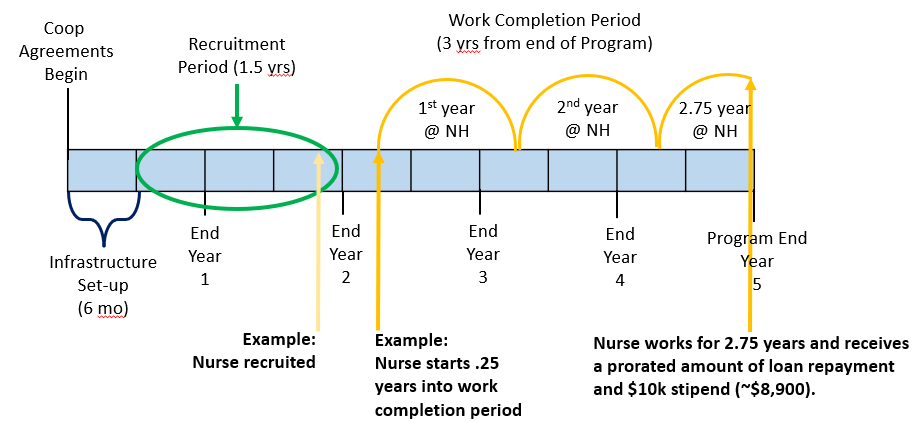 Coop
Agreements
Begin
Recruitment
Period (1.5 yrs)
Work Completion Period
(3 yrs from end of Program)
1st year
@ NH
2nd year
@ NH
2.75 year
@ NH
Infrastructure
Set-up
(6 mo)
End
Year
1
End
Year
2
End
Year
3
End
Year
4
Program End
Year
5
Example:
Nurse recruited
Example:
Nurse starts .25
years into work
completion period
Nurse works for 2.75 years and receives
a prorated amount of loan repayment
and $10k stipend (~$8,900).